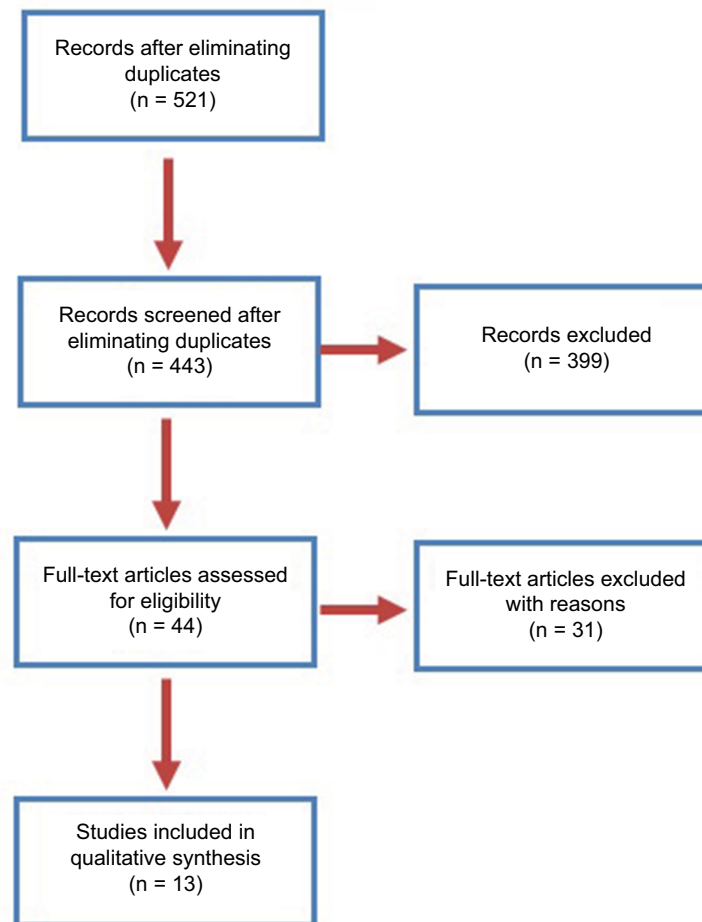 Records after eliminating
duplicates
(n = 521)
Records screened after
eliminating duplicates
(n = 443)
Records excluded
(n = 399)
Full-text articles assessed
for eligibility
(n = 44)
Full-text articles excluded
with reasons
(n = 31)
Studies included in
qualitative synthesis
(n = 13)